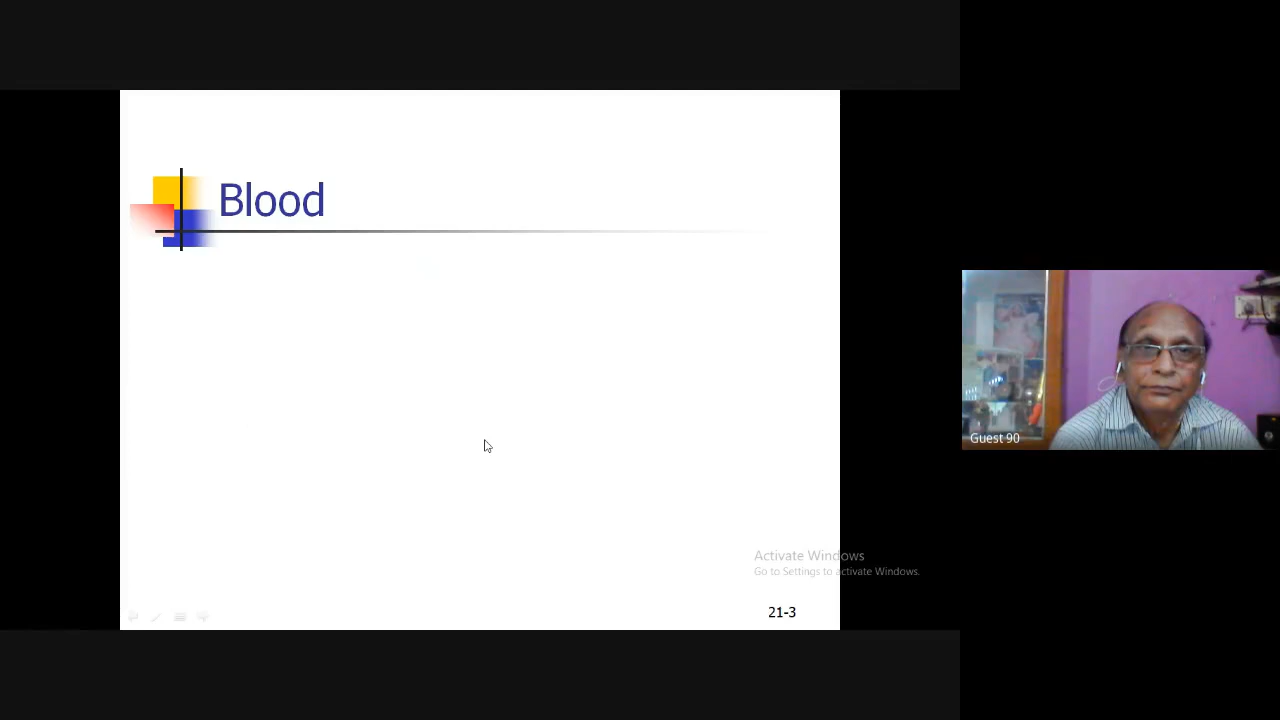 Blood
Guest 90
Activate Windows
Go to Settings to activate Windows.
21-3